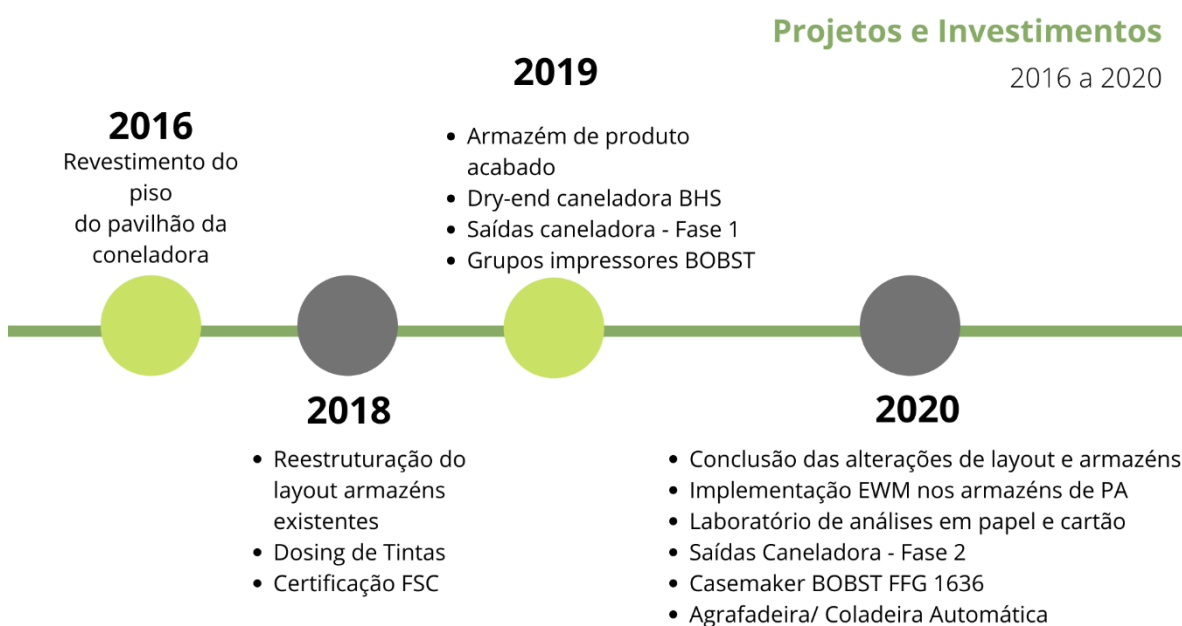 Projetos e Investimentos
2016 a 2020
2016
Revestimento do
piso
do pavilhão da
coneladora
2018
• Reestruturação do
layout armazéns
existentes
• Dosing de Tintas
• Certificação FSC
2019
• Armazém de produto
acabado
• Dry-end caneladora BHS
• Saídas caneladora - Fase 1
• Grupos impressores BOBST
2020
• Conclusão das alterações de layout e armazéns
• Implementação EWM nos armazéns de PA
• Laboratório de análises em papel e cartão
• Saídas Caneladora - Fase 2
• Casemaker BOBST FFG 1636
• Agrafadeira/ Coladeira Automática